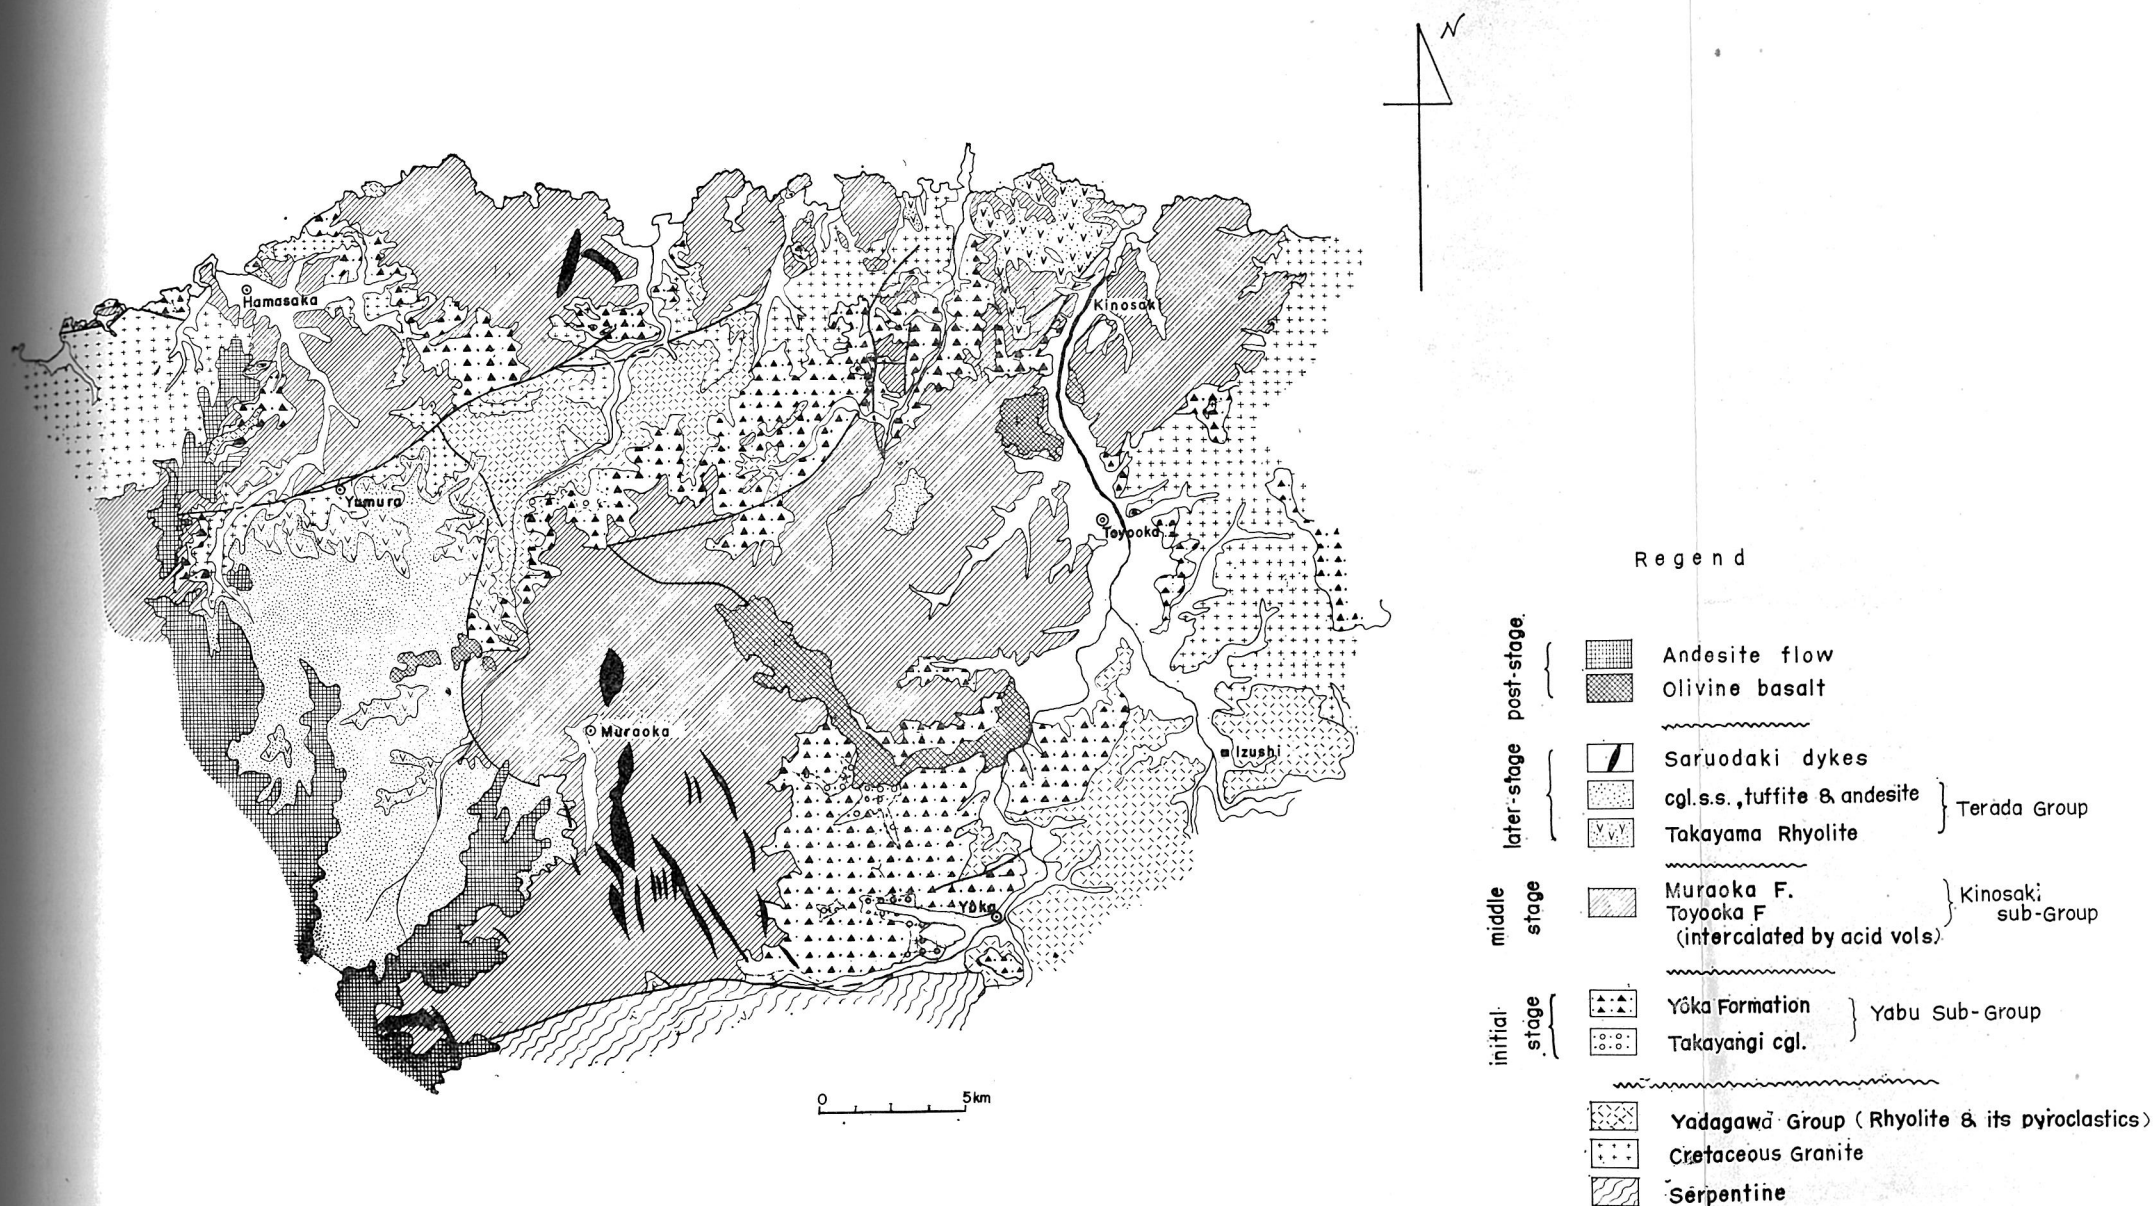 N
Hamasaka
Kinosaki
Yumura
Toyooka
Muraoka
Izushi
Yôka
0 5km
Regend
post-stage.
Andesite flow
Olivine basalt
later-stage
Saruodaki dykes
cgl.s.s.,tuffite & andesite
Takayama Rhyolite
Terada Group
middle stage
Muraoka F.
Toyooka F
(intercalated by acid vols)
Kinosaki
sub-Group
initial-stage
Yôka Formation
Takayangi cgl.
Yabu Sub-Group
Yadagawa Group (Rhyolite & its pyroclastics)
Cretaceous Granite
Serpentine